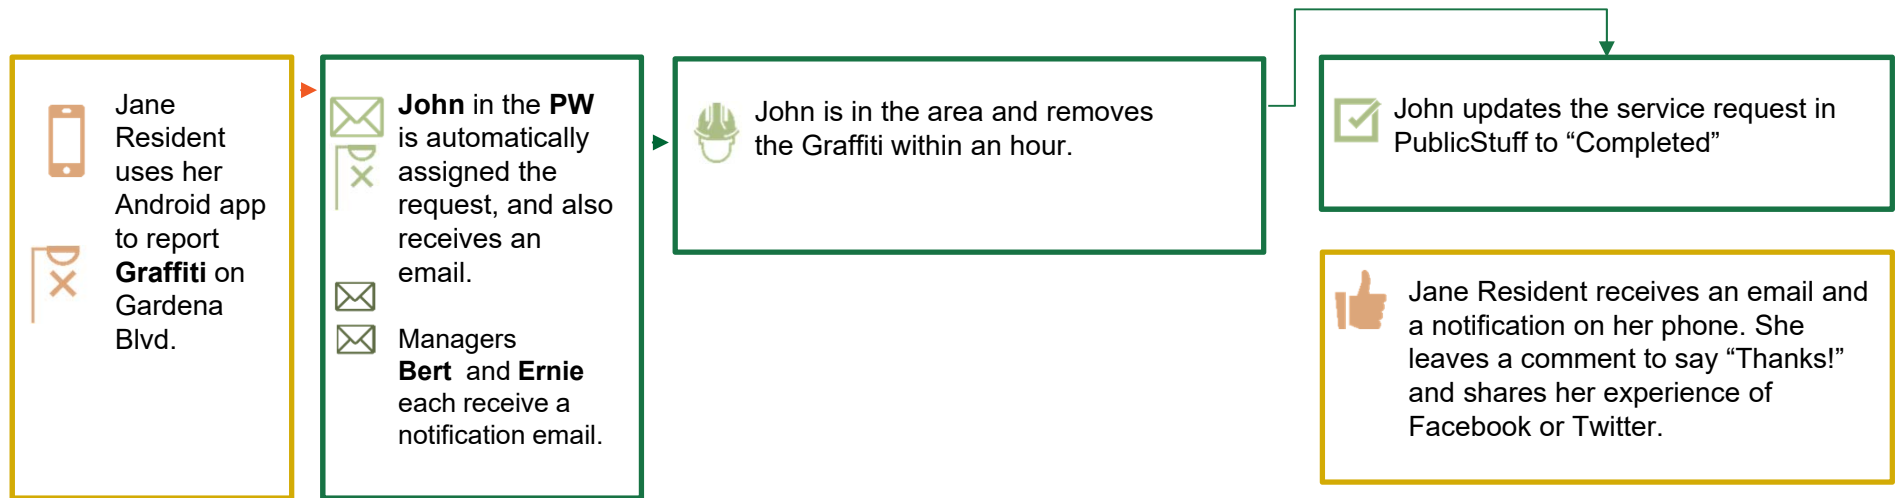 Jane
Resident
uses her
Android app
to report
Graffiti on
Gardena
Blvd.
John in the PW
is automatically
assigned the
request, and also
receives an
email.
Managers
Bert  and Ernie
each receive a
notification email.
John is in the area and removes
the Graffiti within an hour.
John updates the service request in
PublicStuff to “Completed”
Jane Resident receives an email and
a notification on her phone. She
leaves a comment to say “Thanks!”
and shares her experience of
Facebook or Twitter.